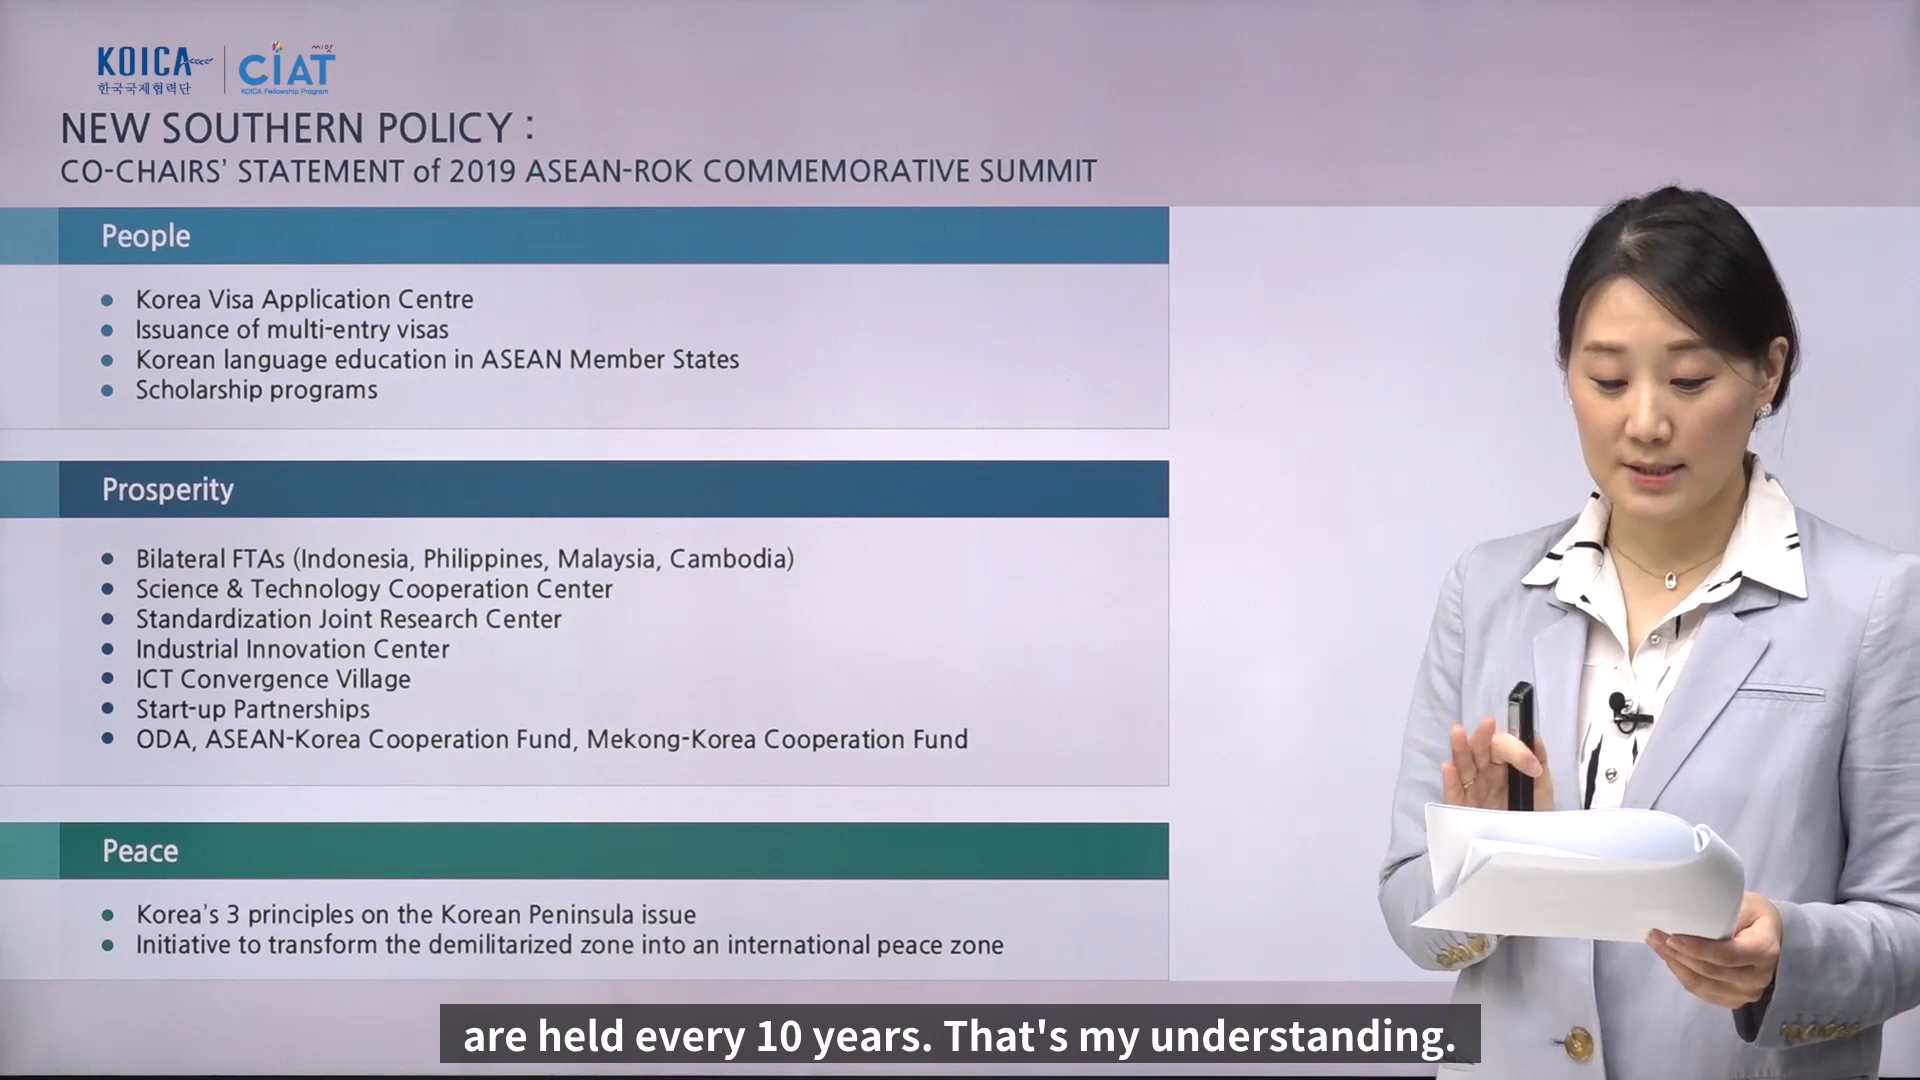 KOICA
한국국제협력단
씨앗
CIAT
KOICA Fellowship Program
NEW SOUTHERN POLICY :
CO-CHAIRS' STATEMENT of 2019 ASEAN-ROK COMMEMORATIVE SUMMIT
People
• Korea Visa Application Centre
• Issuance of multi-entry visas
• Korean language education in ASEAN Member States
• Scholarship programs
Prosperity
• Bilateral FTAs (Indonesia, Philippines, Malaysia, Cambodia)
• Science & Technology Cooperation Center
• Standardization Joint Research Center
• Industrial Innovation Center
• ICT Convergence Village
• Start-up Partnerships
• ODA, ASEAN-Korea Cooperation Fund, Mekong-Korea Cooperation Fund
Peace
• Korea's 3 principles on the Korean Peninsula issue
• Initiative to transform the demilitarized zone into an international peace zone
are held every 10 years. That's my understanding.